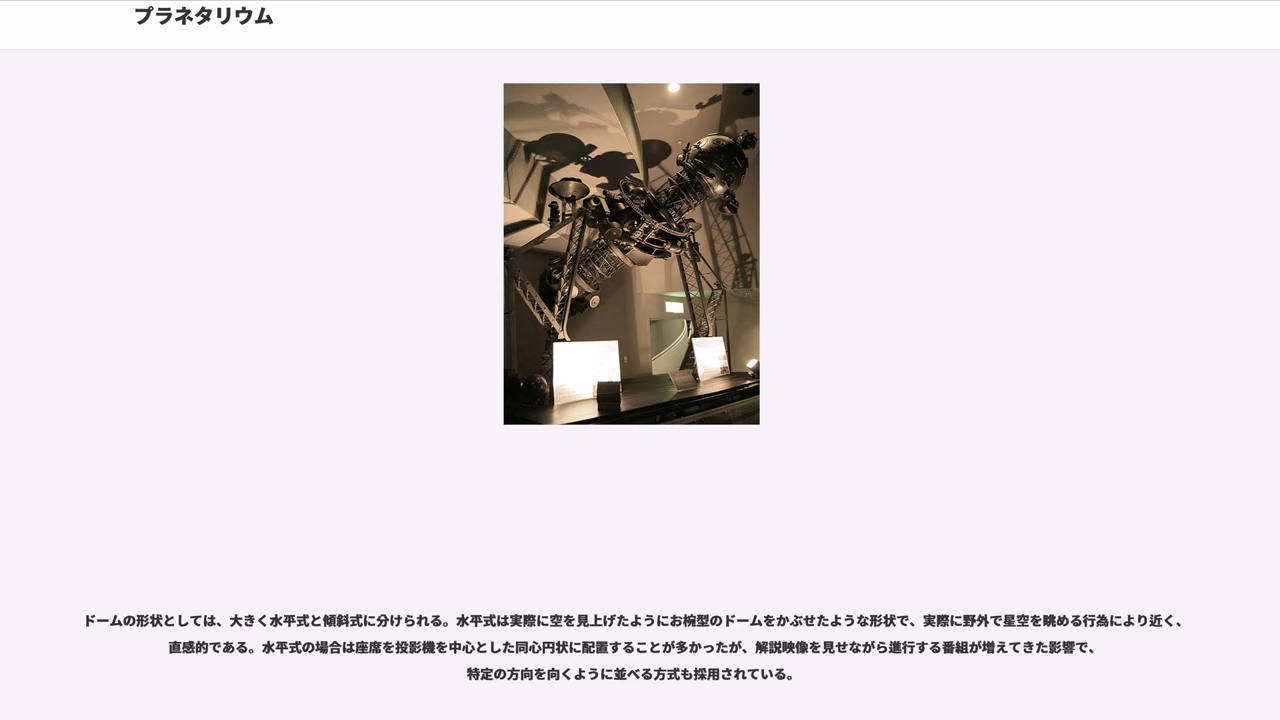 プラネタリウム
ドームの形状としては、大きく水平式と傾斜式に分けられる。水平式は実際に空を見上げたようにお椀型のドームをかぶせたような形状で、実際に野外で星空を眺める行為により近く、
直感的である。水平式の場合は座席を投影機を中心とした同心円状に配置することが多かったが、解説映像を見せながら進行する番組が増えてきた影響で、
特定の方向を向くように並べる方式も採用されている。